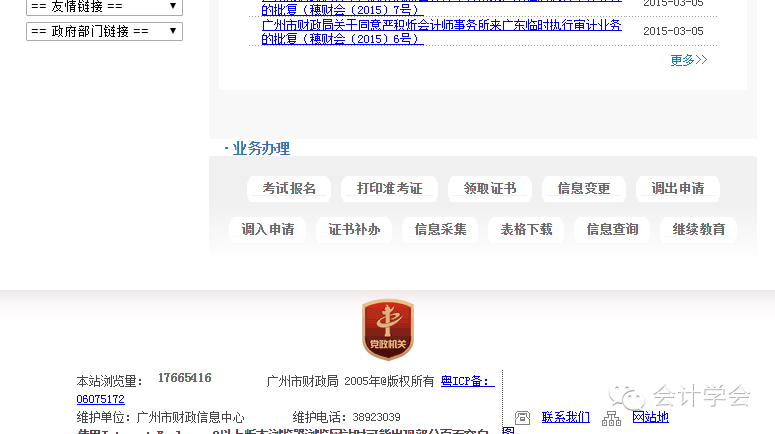 == 友情链接 ==
的批复（穗财会（2015）7号）
2015-03-05
== 政府部门链接 ==
广州市财政局关于同意严积炘会计师事务所来广东临时执行审计业务
的批复（穗财会（2015）6号）
2015-03-05
更多>>
· 业务办理
考试报名 打印准考证 领取证书 信息变更 调出申请
调入申请 证书补办 信息采集 表格下载 信息查询 继续教育
党政机关
本站浏览量： 17665416 广州市财政局 2005年@版权所有 粤ICP备：
06075172
维护单位：广州市财政信息中心 维护电话：38923039
联系我们 网站地
图
会计学会